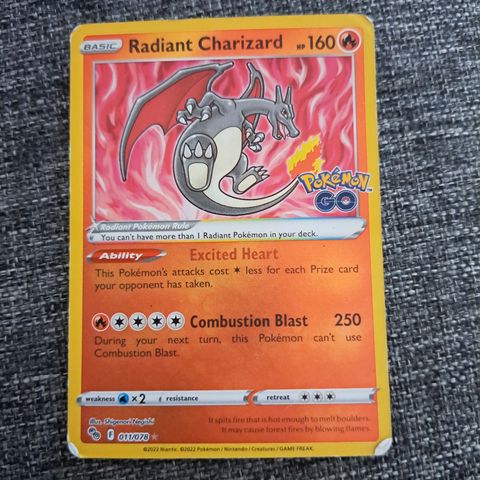 BASIC Radiant Charizard HP 160
Pokémon
GO
Radiant Pokémon Rule
You can't have more than 1 Radiant Pokémon in your deck.
Ability Excited Heart
This Pokémon's attacks cost less for each Prize card
your opponent has taken.
Combustion Blast 250
During your next turn, this Pokémon can't use
Combustion Blast.
weakness ×2 resistance retreat
Illus. Shigenori Negishi
F 011/078
It spits fire that is hot enough to melt boulders.
It may cause forest fires by blowing flames.
©2022 Niantic. ©2022 Pokémon / Nintendo / Creatures / GAME FREAK.